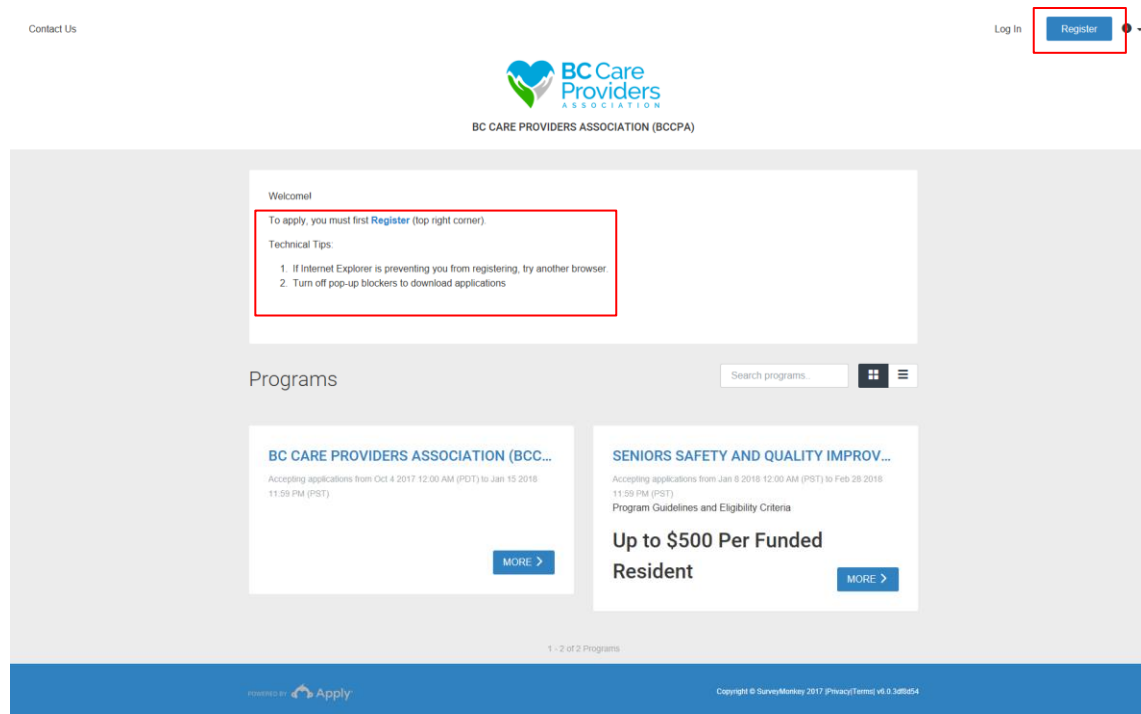 Contact Us
Log In
Register
BC Care
Providers
ASSOCIATION
BC CARE PROVIDERS ASSOCIATION (BCCPA)
Welcome!
To apply, you must first Register (top right corner).
Technical Tips:
1. If Internet Explorer is preventing you from registering, try another browser.
2. Turn off pop-up blockers to download applications
Programs
Search programs..
BC CARE PROVIDERS ASSOCIATION (BCC...
Accepting applications from Oct 4 2017 12:00 AM (PDT) to Jan 15 2018
11:59 PM (PST)
MORE
SENIORS SAFETY AND QUALITY IMPROV...
Accepting applications from Jan 8 2018 12:00 AM (PST) to Feb 28 2018
11:59 PM (PST)
Program Guidelines and Eligibility Criteria
Up to $500 Per Funded
Resident
MORE
1 - 2 of 2 Programs
POWERED BY Apply
Copyright © SurveyMonkey 2017 |Privacy|Terms| v6.0.3df8d54